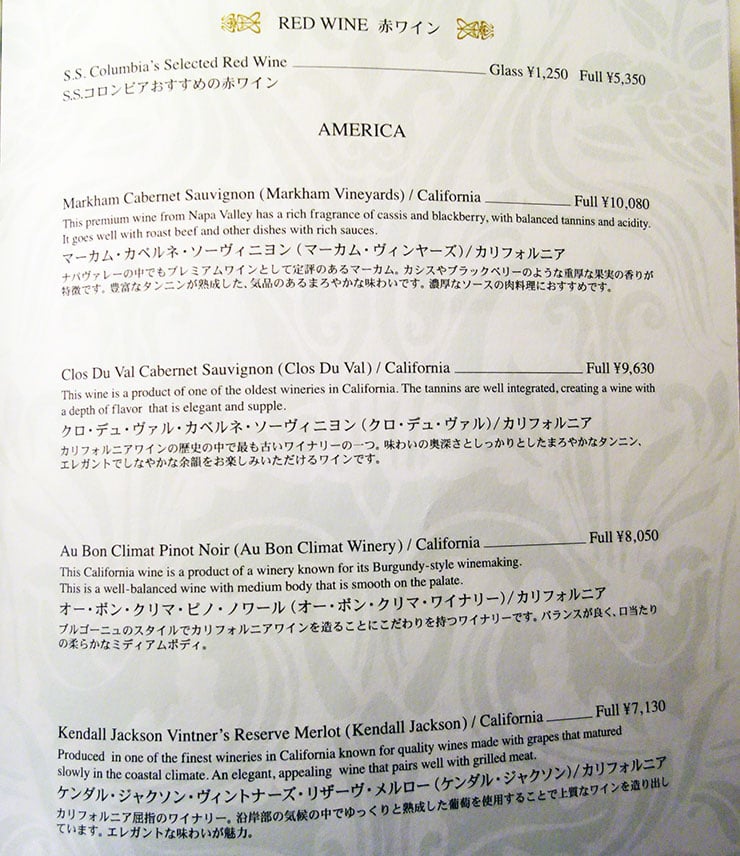 RED WINE 赤ワイン
S.S. Columbia's Selected Red Wine Glass ¥1,250 Full ¥5,350
S.S.コロンビアおすすめの赤ワイン
AMERICA
Markham Cabernet Sauvignon (Markham Vineyards) / California Full ¥10,080
This premium wine from Napa Valley has a rich fragrance of cassis and blackberry, with balanced tannins and acidity.
It goes well with roast beef and other dishes with rich sauces.
マーカム・カベルネ・ソーヴィニヨン(マーカム・ヴィンヤーズ)/カリフォルニア
ナパヴァレーの中でもプレミアムワインとして定評のあるマーカム。カシスやブラックベリーのような重厚な果実の香りが
特徴です。豊富なタンニンが熟成した、気品のあるまろやかな味わいです。濃厚なソースの肉料理におすすめです。
Clos Du Val Cabernet Sauvignon (Clos Du Val) / California Full ¥9,630
This wine is a product of one of the oldest wineries in California. The tannins are well integrated, creating a wine with
a depth of flavor that is elegant and supple.
クロ・デュ・ヴァル・カベルネ・ソーヴィニヨン(クロ・デュ・ヴァル)/カリフォルニア
カリフォルニアワインの歴史の中で最も古いワイナリーの一つ。味わいの奥深さとしっかりとしたまろやかなタンニン、
エレガントでしなやかな余韻をお楽しみいただけるワインです。
Au Bon Climat Pinot Noir (Au Bon Climat Winery) / California Full ¥8,050
This California wine is a product of a winery known for its Burgundy-style winemaking.
This is a well-balanced wine with medium body that is smooth on the palate.
オー・ボン・クリマ・ピノ・ノワール(オー・ボン・クリマ・ワイナリー)/カリフォルニア
ブルゴーニュのスタイルでカリフォルニアワインを造ることにこだわりを持つワイナリーです。バランスが良く、口当たり
の柔らかなミディアムボディ。
Kendall Jackson Vintner's Reserve Merlot (Kendall Jackson) / California Full ¥7,130
Produced in one of the finest wineries in California known for quality wines made with grapes that matured
slowly in the coastal climate. An elegant, appealing wine that pairs well with grilled meat.
ケンダル・ジャクソン・ヴィントナーズ・リザーヴ・メルロー(ケンダル・ジャクソン)/カリフォルニア
カリフォルニア屈指のワイナリー。沿岸部の気候の中でゆっくりと熟成した葡萄を使用することで上質なワインを造り出し
ています。エレガントな味わいが魅力。